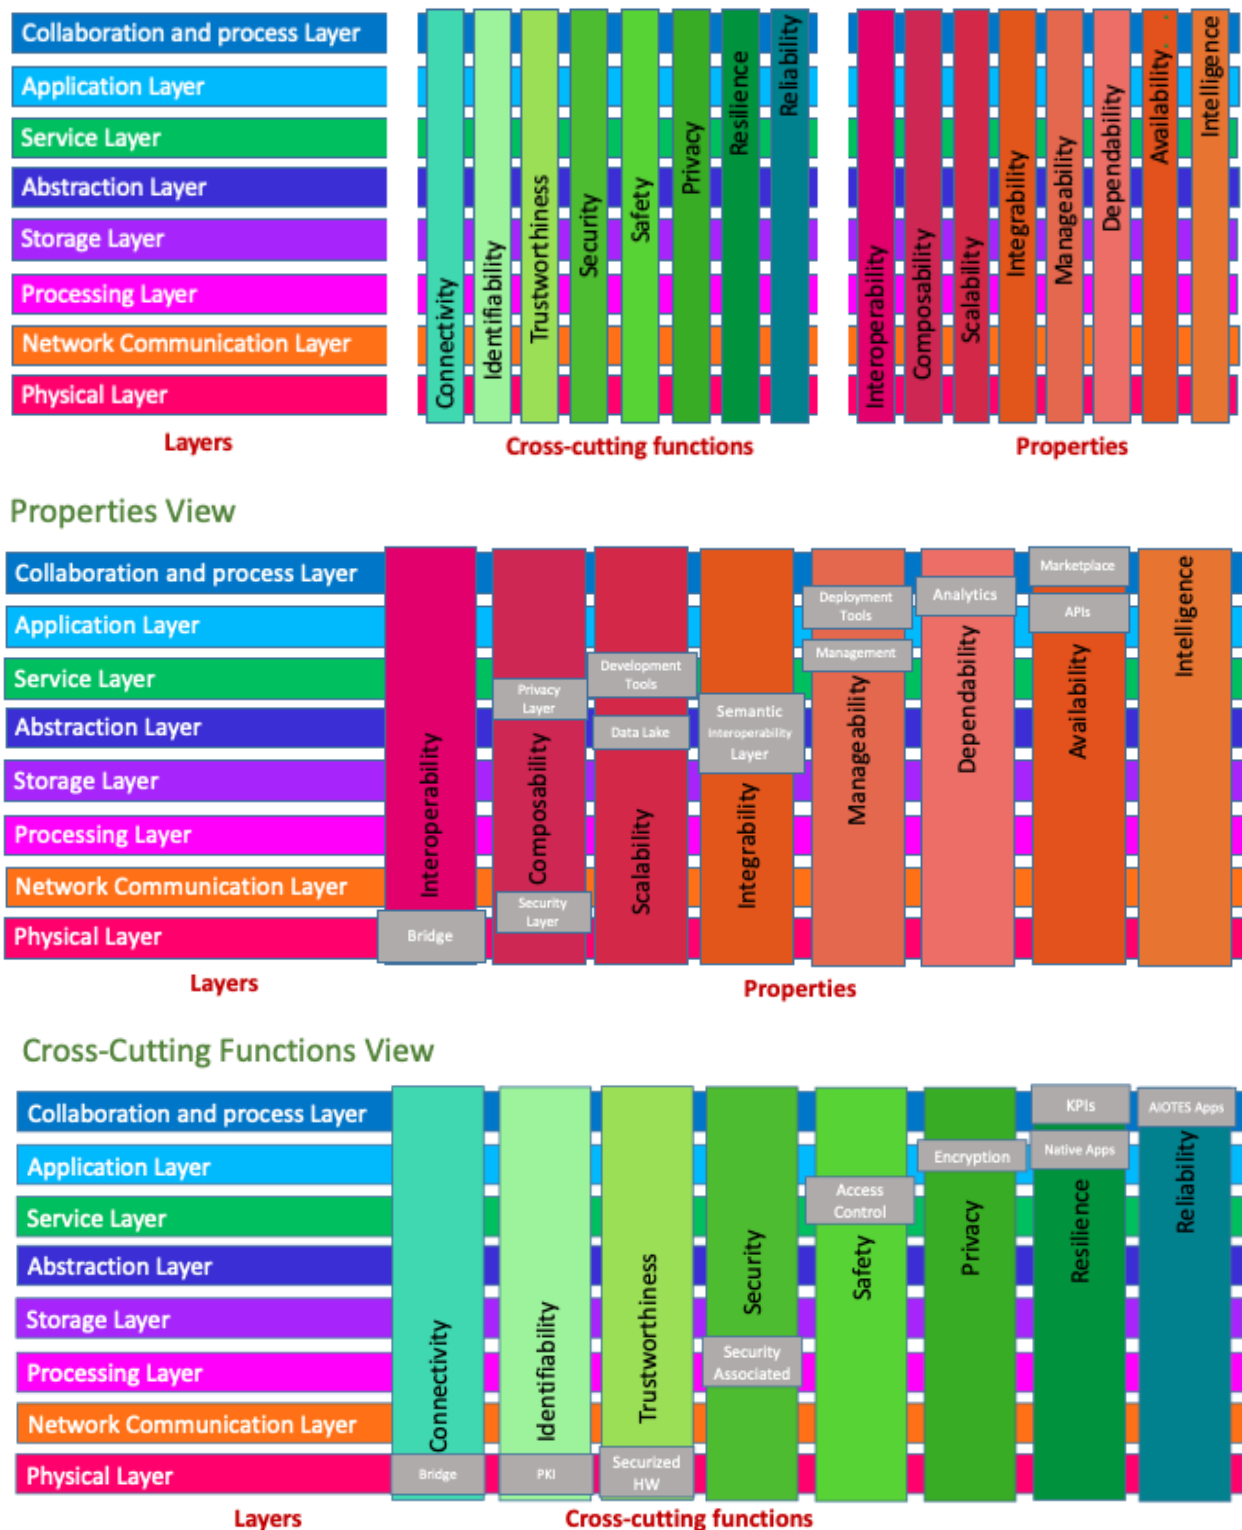 Collaboration and process Layer
Application Layer
Service Layer
Abstraction Layer
Storage Layer
Processing Layer
Network Communication Layer
Physical Layer
Layers
Connectivity
Identifiability
Trustworthiness
Security
Safety
Privacy
Resilience
Reliability
Cross-cutting functions
Interoperability
Composability
Scalability
Integrability
Manageability
Dependability
Availability
Intelligence
Properties
Properties View
Collaboration and process Layer
Application Layer
Service Layer
Abstraction Layer
Storage Layer
Processing Layer
Network Communication Layer
Physical Layer
Layers
Interoperability
Bridge
Privacy
Layer
Composability
Security
Layer
Development
Tools
Data Lake
Scalability
Semantic
Interoperability
Layer
Integrability
Deployment
Tools
Management
Manageability
Analytics
Dependability
Marketplace
APIs
Availability
Intelligence
Properties
Cross-Cutting Functions View
Collaboration and process Layer
Application Layer
Service Layer
Abstraction Layer
Storage Layer
Processing Layer
Network Communication Layer
Physical Layer
Layers
Connectivity
Bridge
Identifiability
PKI
Trustworthiness
Securized
HW
Security
Security
Associated
Access
Control
Safety
Encryption
Privacy
KPIs
Native Apps
Resilience
AIOTES Apps
Reliability
Cross-cutting functions